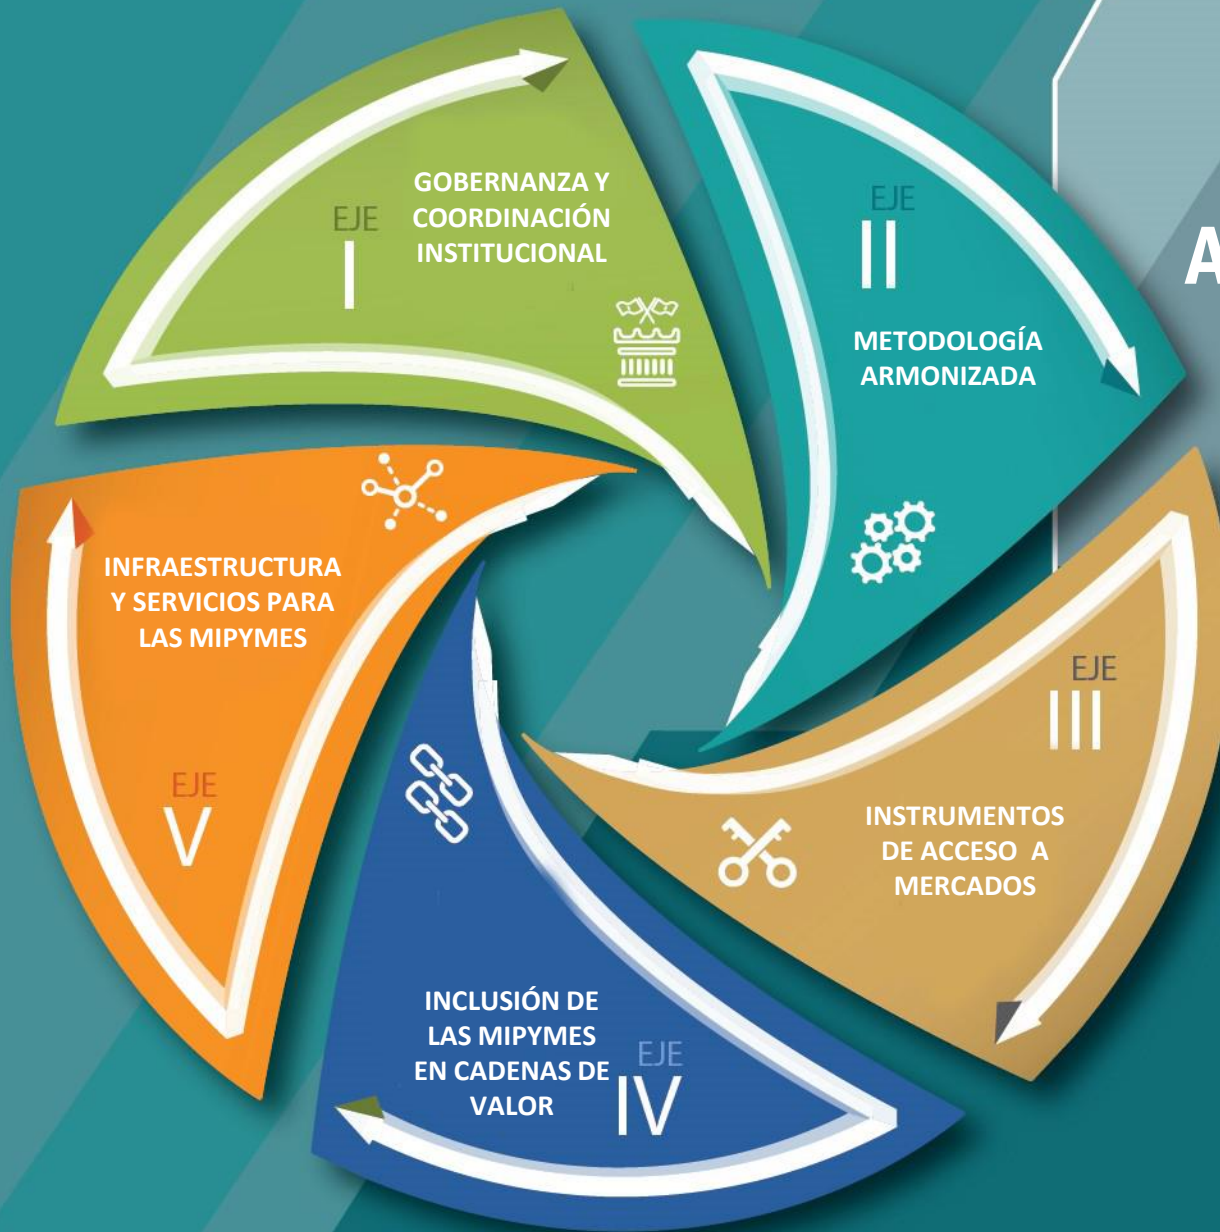 EJE
I
GOBERNANZA Y
COORDINACIÓN
INSTITUCIONAL
EJE
II
METODOLOGÍA
ARMONIZADA
A
EJE
III
INSTRUMENTOS
DE ACCESO A
MERCADOS
INCLUSIÓN DE
LAS MIPYMES
EN CADENAS DE
VALOR
EJE
IV
INFRAESTRUCTURA
Y SERVICIOS PARA
LAS MIPYMES
EJE
V